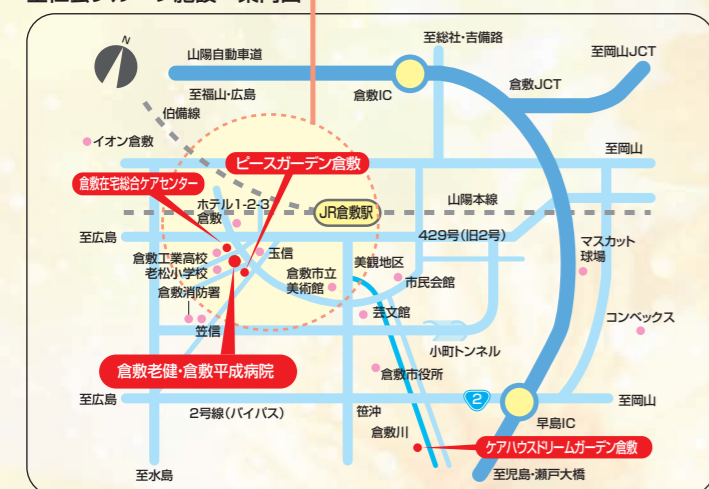 N
山陽自動車道
至総社・吉備路
至岡山JCT
至福山・広島
倉敷IC
倉敷JCT
伯備線
イオン倉敷
至岡山
ピースガーデン倉敷
倉敷在宅総合ケアセンター
ホテル1-2-3
倉敷
JR倉敷駅
山陽本線
至広島
429号(旧2号)
マスカット
球場
倉敷工業高校
玉信
老松小学校
倉敷市立
美術館
美観地区
市民会館
倉敷消防署
芸文館
コンベックス
笠信
小町トンネル
倉敷老健・倉敷平成病院
倉敷市役所
至広島
2
至岡山
2号線(バイパス)
笹沖
早島IC
倉敷川
ケアハウスドリームガーデン倉敷
至水島
至児島・瀬戸大橋